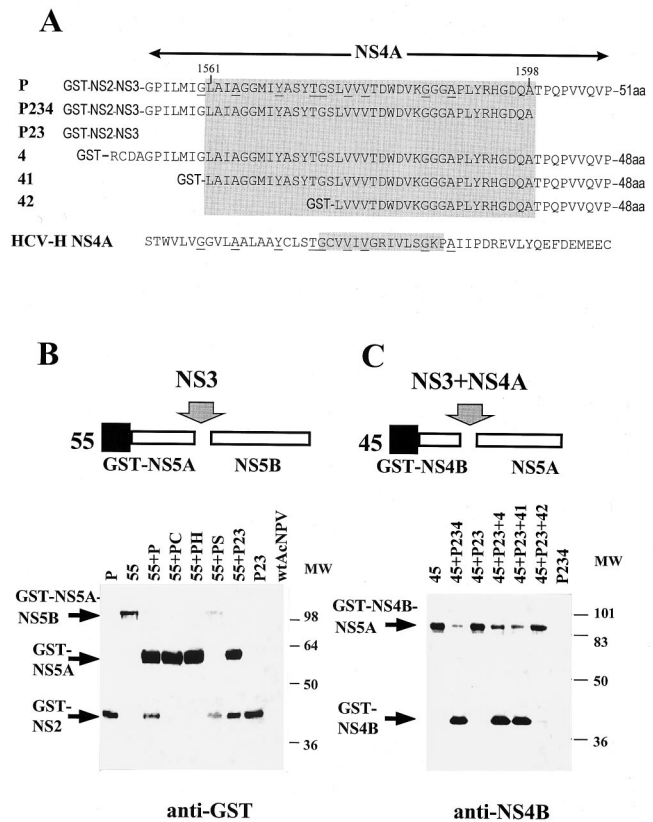 A
NS4A
1561 1598
P GST-NS2-NS3-GPILMIGLAIAGGMIYASYTGSLVVVTDWDVKGGGAPLYRHGDQATPQPVVQVP-51aa
P234 GST-NS2-NS3-GPILMIGLAIAGGMIYASYTGSLVVVTDWDVKGGGAPLYRHGDQA
P23 GST-NS2-NS3
4 GST-RCDAGPILMIGLAIAGGMIYASYTGSLVVVTDWDVKGGGAPLYRHGDQATPQPVVQVP-48aa
41 GST-LAIAGGMIYASYTGSLVVVTDWDVKGGGAPLYRHGDQATPQPVVQVP-48aa
42 GST-LVVVTDWDVKGGGAPLYRHGDQATPQPVVQVP-48aa
HCV-H NS4A STWVLVGGVLAALAAYCLSTGCVVIVGRIVLSGKPAIIPDREVLYQEFDEMEEC
B
NS3
55
GST-NS5A NS5B
P 55 55+P 55+PC 55+PH 55+PS 55+P23 P23 wtAcNPV MW
GST-NS5A-
NS5B
98
64
GST-
NS5A
50
GST-
NS2
36
anti-GST
C
NS3+NS4A
45
GST-NS4B NS5A
45 45+P234 45+P23 45+P23+4 45+P23+41 45+P23+42 P234 MW
GST-NS4B-
NS5A
101
83
50
GST-
NS4B
36
anti-NS4B